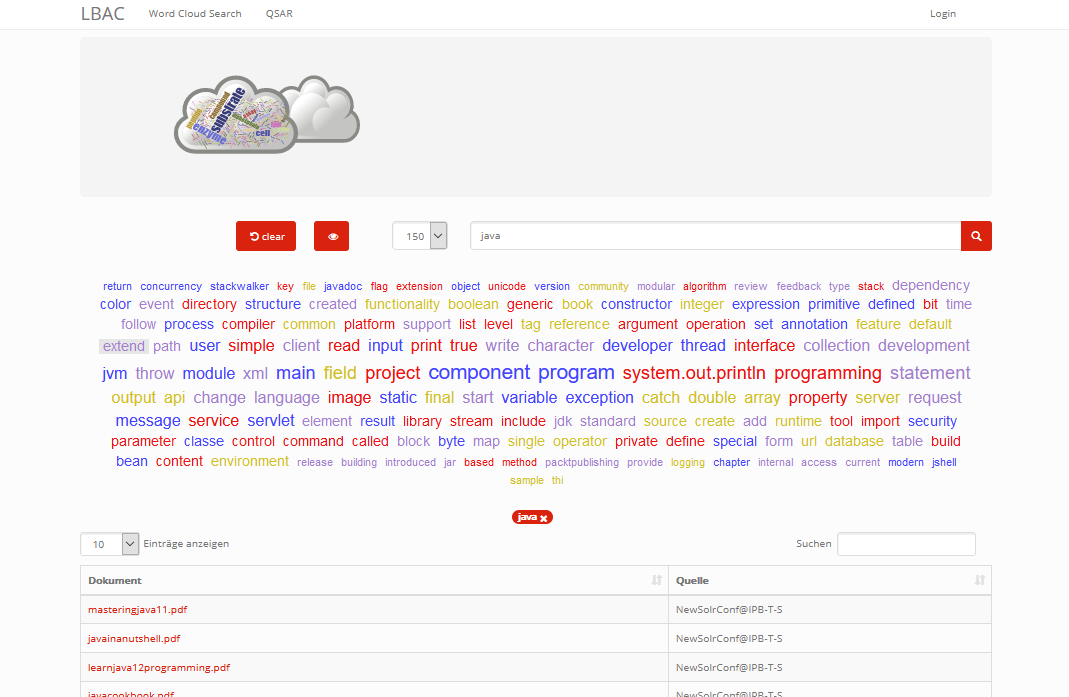 LBAC Word Cloud Search QSAR Login
substrate
enzyme
cell
clear 150 java
return concurrency stackwalker key file javadoc flag extension object unicode version community modular algorithm review feedback type stack dependency
color event directory structure created functionality boolean generic book constructor integer expression primitive defined bit time
follow process compiler common platform support list level tag reference argument operation set annotation feature default
extend path user simple client read input print true write character developer thread interface collection development
jvm throw module xml main field project component program system.out.println programming statement
output api change language image static final start variable exception catch double array property server request
message service servlet element result library stream include jdk standard source create add runtime tool import security
parameter classe control command called block byte map single operator private define special form url database table build
bean content environment release building introduced jar based method packtpublishing provide logging chapter internal access current modern jshell
sample thi
java x
10 Einträge anzeigen Suchen
Dokument Quelle
masteringjava11.pdf NewSolrConf@IPB-T-S
javainanutshell.pdf NewSolrConf@IPB-T-S
learnjava12programming.pdf NewSolrConf@IPB-T-S
javacookbook.pdf NewSolrConf@IPB-T-S